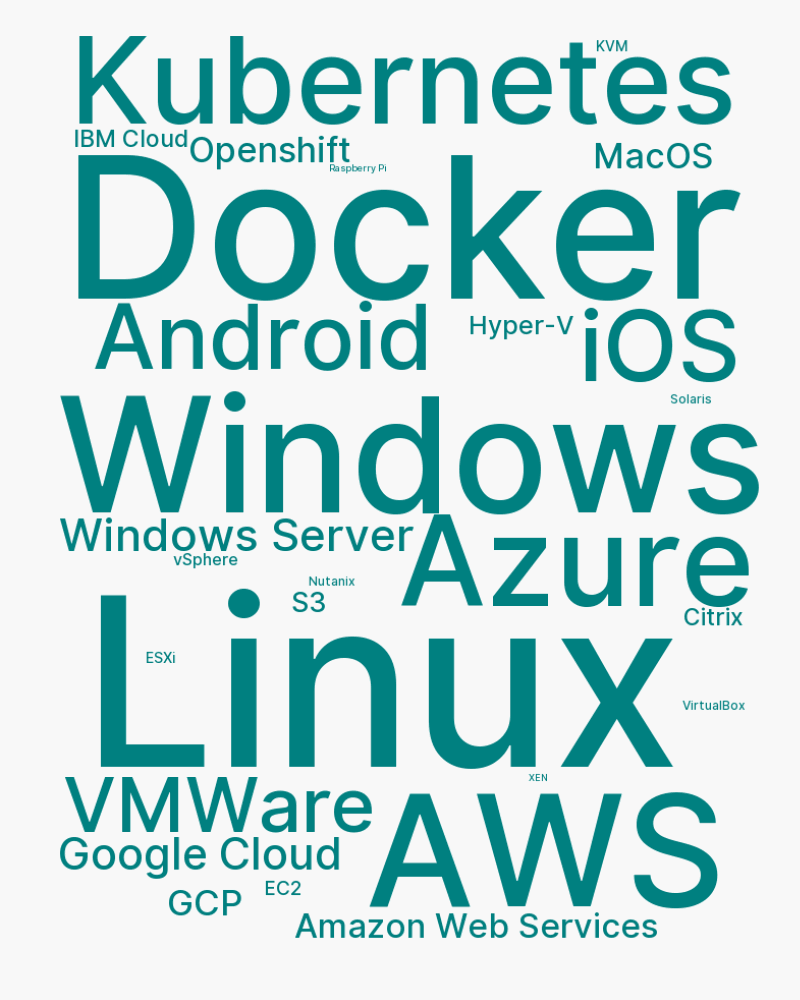 Kubernetes
KVM
IBM Cloud
Openshift
MacOS
Raspberry Pi
Docker
Android
Hyper-V
iOS
Solaris
Windows
Windows Server
Azure
vSphere
Nutanix
S3
Citrix
Linux
ESXi
VirtualBox
XEN
VMWare
AWS
Google Cloud
EC2
GCP
Amazon Web Services